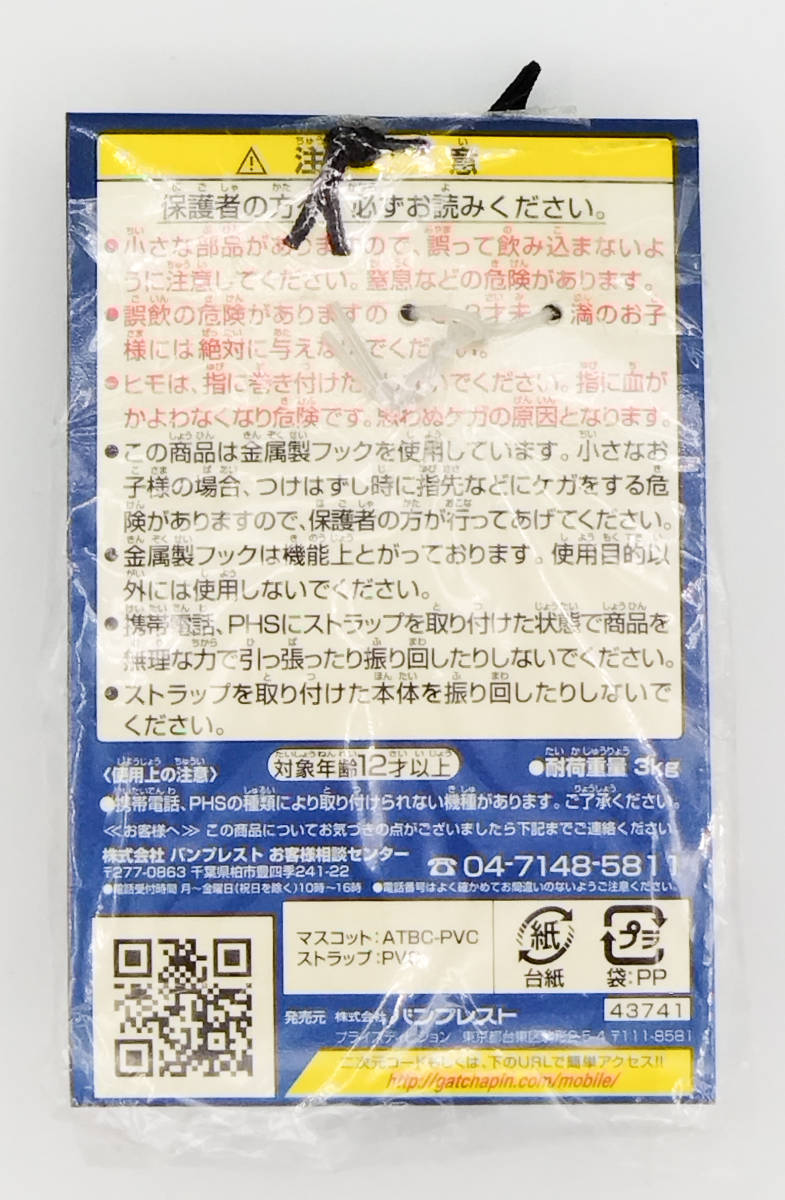 注 意
保護者の方 必ずお読みください。
●小さな部品がありますので、誤って飲み込まないよ
うに注意してください。窒息などの危険があります。
●誤飲の危険がありますの 3才未 満のお子
様には絶対に与えな でください。
●ヒモは、指に巻き付けた いでください。指に血が
かよわなくなり危険です。思わぬケガの原因となります。
●この商品は金属製フックを使用しています。小さなお
子様の場合、つけはずし時に指先などにケガをする危
険がありますので、保護者の方が行ってあげてください。
●金属製フックは機能上とがっております。使用目的以
外には使用しないでください。
●携帯電話、PHSにストラップを取り付けた状態で商品を
無理な力で引っ張ったり振り回したりしないでください。
●ストラップを取り付けた本体を振り回したりしないで
ください。
〈使用上の注意〉 対象年齢12才以上 ●耐荷重量 3kg
●携帯電話、PHSの種類により取り付けられない機種があります。ご了承ください。
≪お客様へ≫ この商品についてお気づきの点がございましたら下記までご連絡ください。
株式会社 バンプレスト お客様相談センター ☎04-7148-5811
〒277-0863 千葉県柏市豊四季241-22
●電話受付時間 月〜金曜日(祝日を除く)10時〜16時 ●電話番号はよく確かめてお間違いのないようご注意ください。
マスコット:ATBC-PVC
ストラップ:PVC
紙
台紙
プラ
袋:PP
発売元 株式会社 バンプレスト 43741
プライズディビジョン 東京都台東区 2-5-4 〒111-8581
二次元コードもしくは、下のURLで簡単アクセス!!
http://gatchapin.com/mobile/